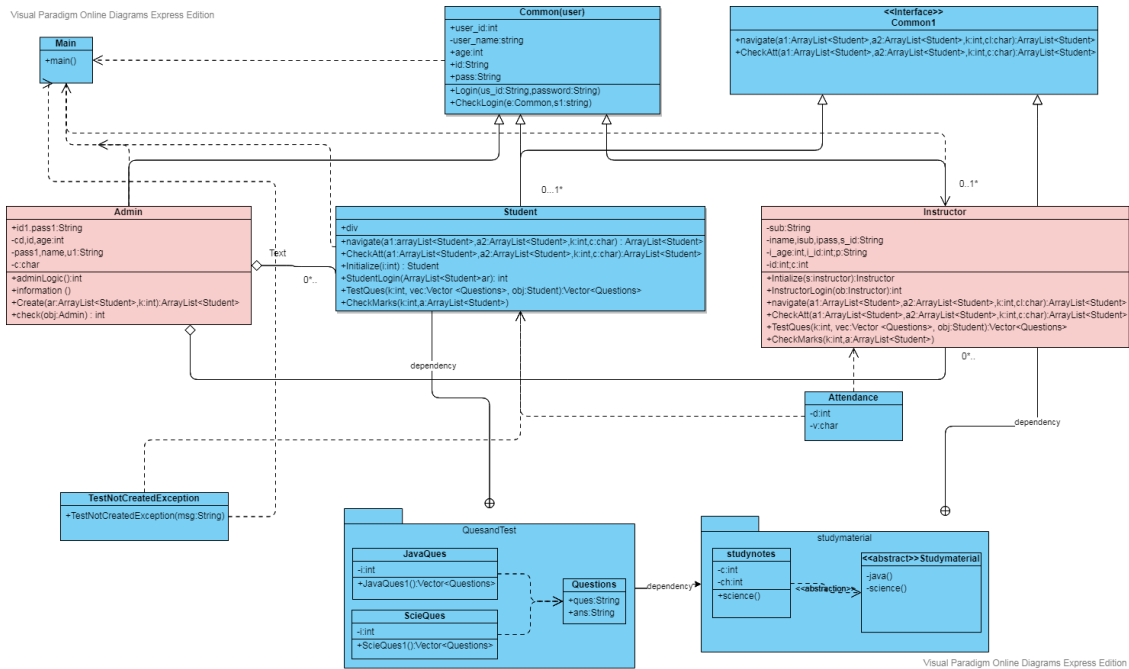 Visual Paradigm Online Diagrams Express Edition
Main
+main()
Common(user)
+user_id:int
-user_name:string
+age:int
+id:String
+pass:String
+Login(us_id:String,password:String)
+CheckLogin(e:Common,s1:string)
<<Interface>>
Common1
+navigate(a1:ArrayList<Student>,a2:ArrayList<Student>,k:int,cl:char):ArrayList<Student>
+CheckAtt(a1:ArrayList<Student>,a2:ArrayList<Student>,k:int,c:char):ArrayList<Student>
0...1*
0..1*
Admin
+id1.pass1:String
-cd,id,age:int
-pass1,name,u1:String
-c:char
+adminLogic():int
+information ()
+Create(ar:ArrayList<Student>,k:int):ArrayList<Student>
+check(obj:Admin) : int
Text
0*..
Student
+div
+navigate(a1:arrayList<Student>,a2:ArrayList<Student>,k:int,c:char) : ArrayList<Student>
+CheckAtt(a1:ArrayList<Student>,a2:ArrayList<Student>,k:int,c:char):ArrayList<Student>
+Initialize(i:int) : Student
+StudentLogin(ArrayList<Student>ar): int
+TestQues(k:int, vec:Vector <Questions>, obj:Student):Vector<Questions>
+CheckMarks(k:int,a:ArrayList<Student>)
Instructor
-sub:String
-iname,isub,ipass,s_id:String
-i_age:int,I_id:int;p:String
-id:int;c:int
+Intialize(s:instructor):Instructor
+InstructorLogin(ob:Instructor):int
+navigate(a1:ArrayList<Student>,a2:ArrayList<Student>,k:int,cl:char):ArrayList<Student>
+CheckAtt(a1:ArrayList<Student>,a2:ArrayList<Student>,k:int,c:char):ArrayList<Student>
+TestQues(k:int, vec:Vector <Questions>, obj:Student):Vector<Questions>
+CheckMarks(k:int,a:ArrayList<Student>)
0*..
dependency
Attendance
-d:int
-v:char
dependency
TestNotCreatedException
+TestNotCreatedException(msg:String)
QuesandTest
JavaQues
-i:int
+JavaQues1():Vector<Questions>
ScieQues
-i:int
+ScieQues1():Vector<Questions>
Questions
+ques:String
+ans:String
dependency
studymaterial
studynotes
-c:int
-ch:int
+science()
<<abstraction>>
<<abstract>>Studymaterial
-java()
-science()
Visual Paradigm Online Diagrams Express Edition